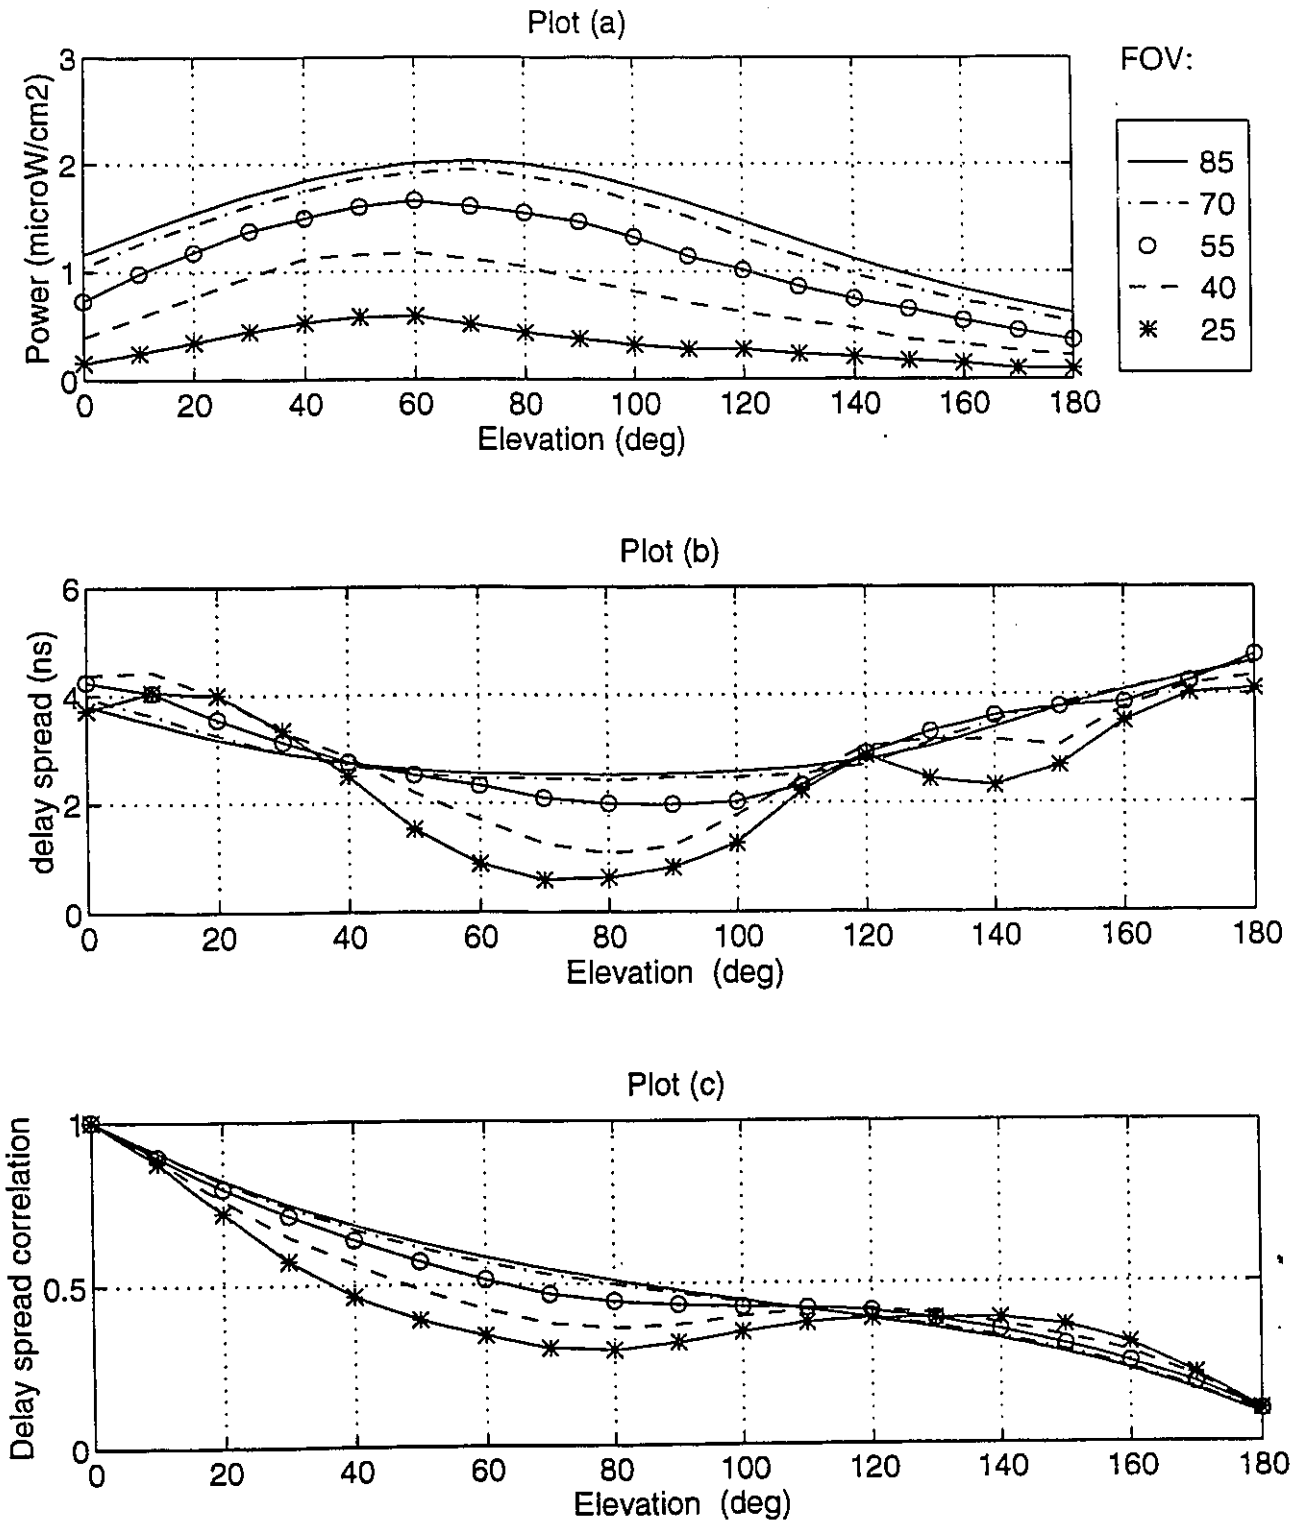 Plot (a)
FOV:
Power (microW/cm2)
3
2
1
0
0 20 40 60 80 100 120 140 160 180
Elevation (deg)
85
70
55
40
25
Plot (b)
delay spread (ns)
6
4
2
0
0 20 40 60 80 100 120 140 160 180
Elevation (deg)
Plot (c)
Delay spread correlation
1
0.5
0
0 20 40 60 80 100 120 140 160 180
Elevation (deg)